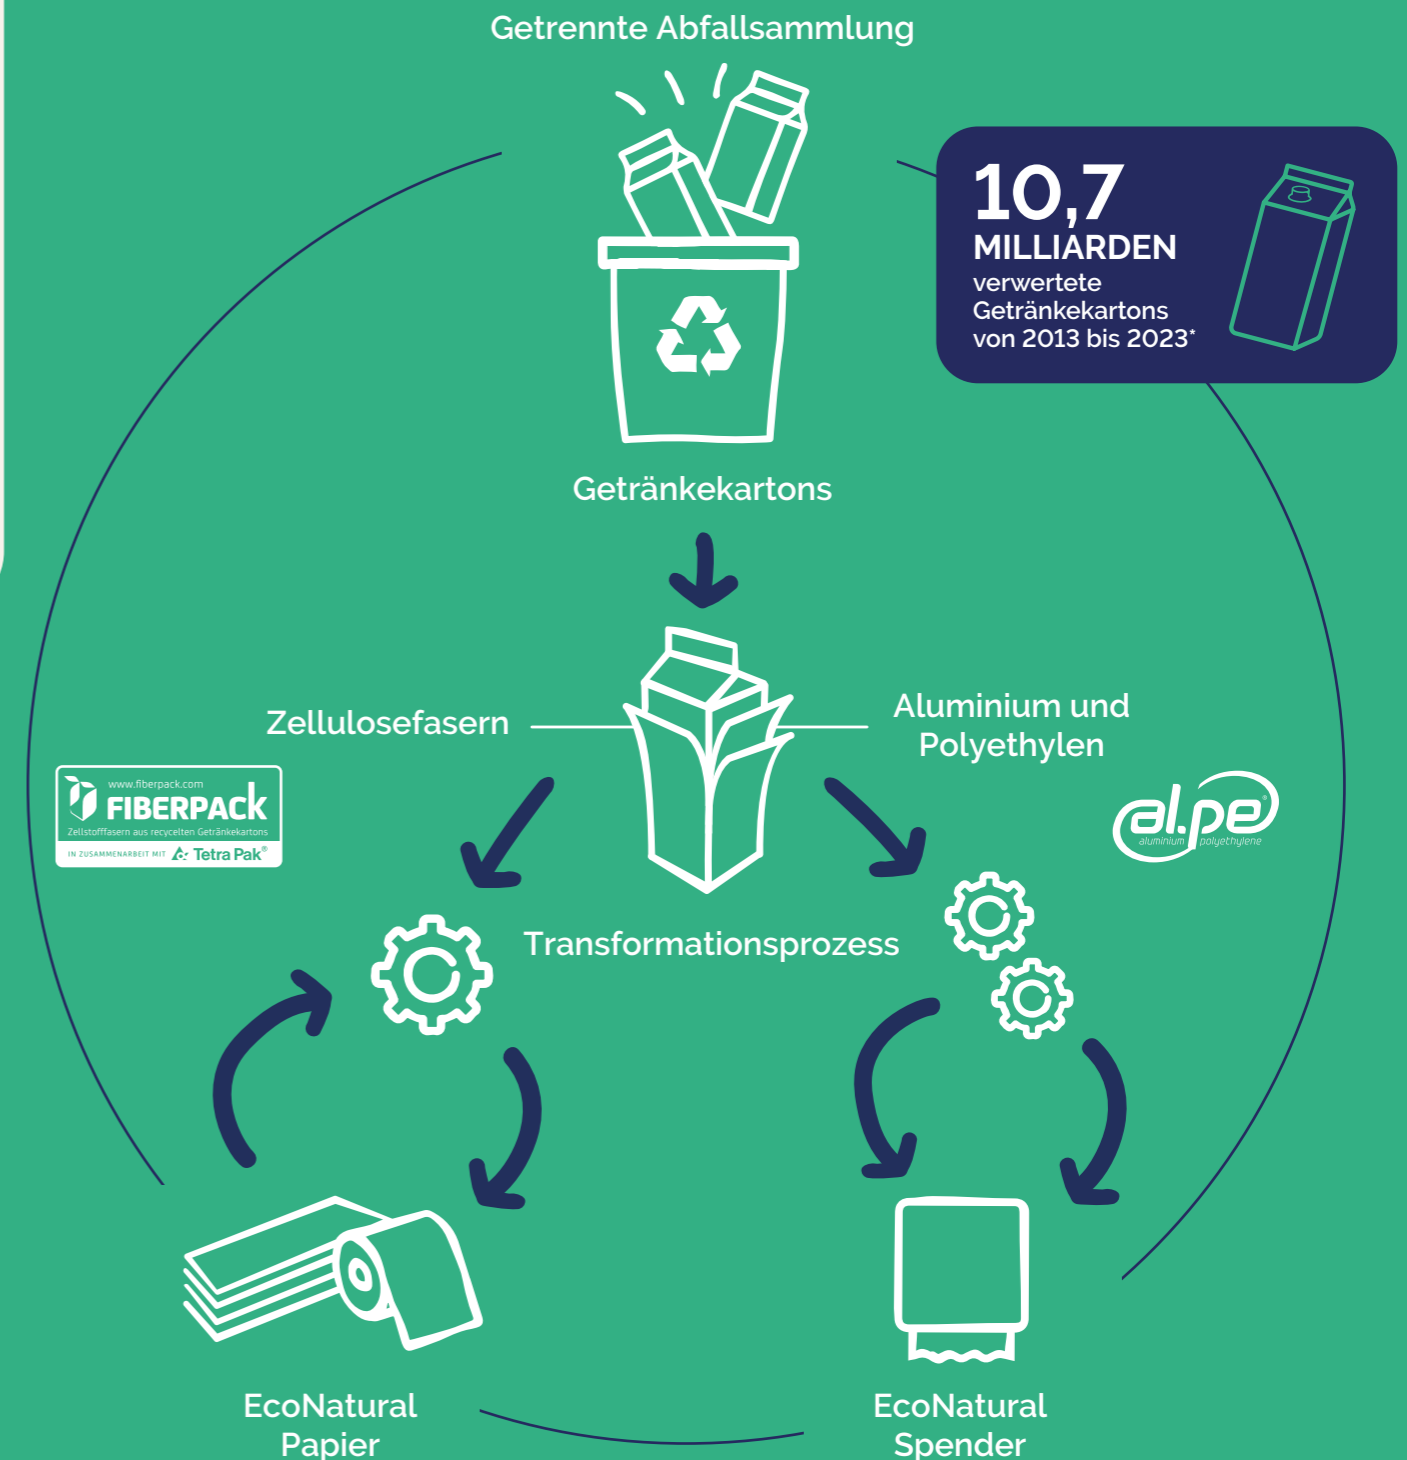 Getrennte Abfallsammlung
10,7
MILLIARDEN
verwertete
Getränkekartons
von 2013 bis 2023*
Getränkekartons
Zellulosefasern
Aluminium und
Polyethylen
www.fiberpack.com
FIBERPACK
Zellstofffasern aus recycelten Getränkekartons
IN ZUSAMMENARBEIT MIT Tetra Pak®
al.pe®
aluminium polyethylene
Transformationsprozess
EcoNatural
Papier
EcoNatural
Spender